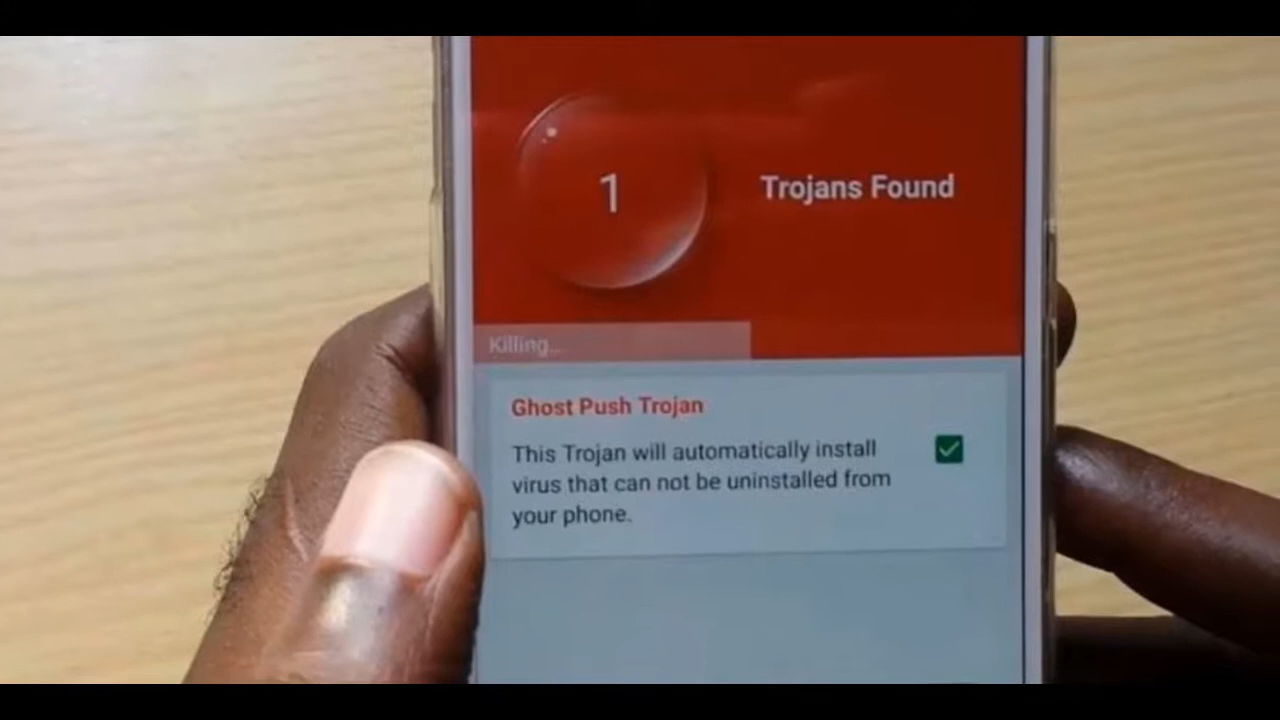 1
Trojans Found
Killing...
Ghost Push Trojan
This Trojan will automatically install
virus that can not be uninstalled from
your phone.